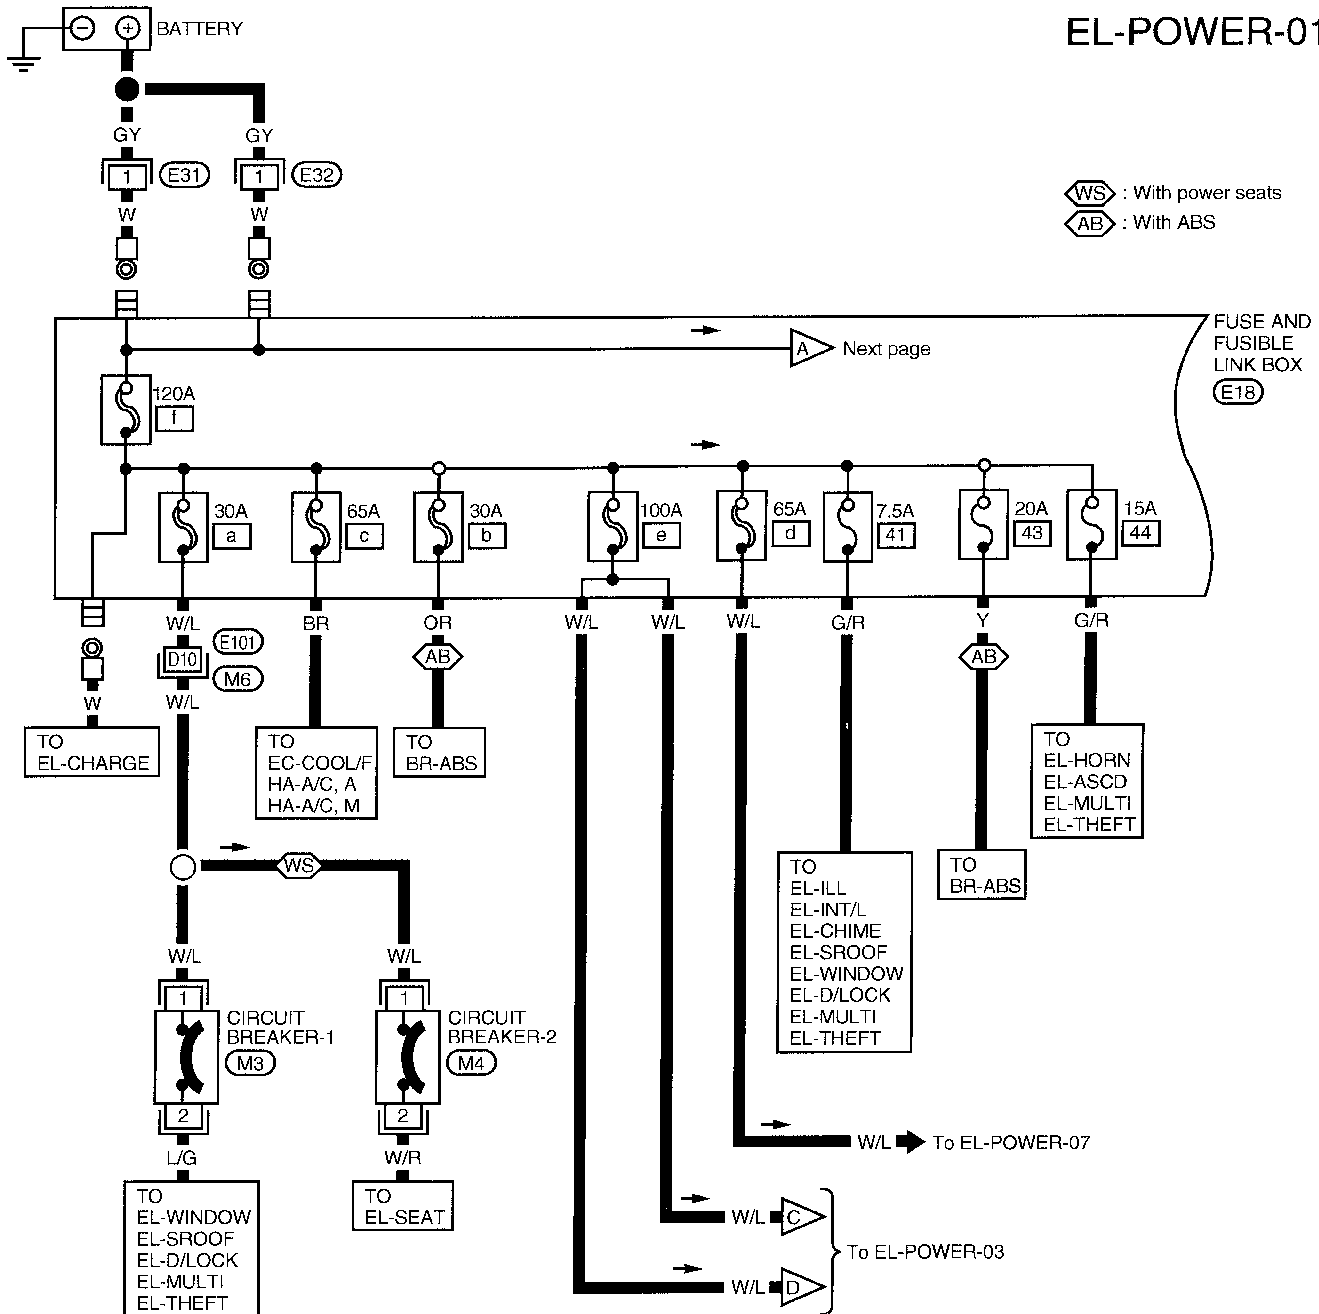 EL-POWER-01
− + BATTERY
GY GY
1 E31 1 E32
W W
WS : With power seats
AB : With ABS
FUSE AND
FUSIBLE
LINK BOX
E18
A Next page
120A
f
30A 65A 30A 100A 65A 7.5A 20A 15A
a c b e d 41 43 44
W/L BR OR W/L W/L W/L G/R Y G/R
E101
D10
M6
AB AB
W W/L
TO
EL-CHARGE
TO
EC-COOL/F
HA-A/C, A
HA-A/C, M
TO
BR-ABS
TO
EL-HORN
EL-ASCD
EL-MULTI
EL-THEFT
TO
EL-ILL
EL-INT/L
EL-CHIME
EL-SROOF
EL-WINDOW
EL-D/LOCK
EL-MULTI
EL-THEFT
TO
BR-ABS
WS
W/L W/L
1 1
CIRCUIT
BREAKER-1
M3
CIRCUIT
BREAKER-2
M4
2 2
L/G W/R
TO
EL-WINDOW
EL-SROOF
EL-D/LOCK
EL-MULTI
EL-THEFT
TO
EL-SEAT
W/L To EL-POWER-07
W/L C
To EL-POWER-03
W/L D